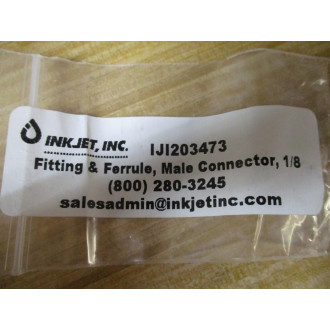 INKJET, INC. IJI203473
Fitting & Ferrule, Male Connector, 1/8
(800) 280-3245
salesadmin@inkjetinc.com